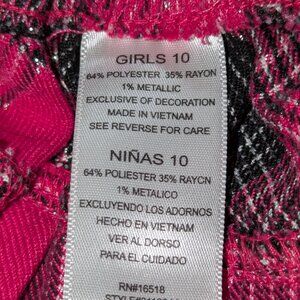 GIRLS 10
64% POLYESTER 35% RAYON
1% METALLIC
EXCLUSIVE OF DECORATION
MADE IN VIETNAM
SEE REVERSE FOR CARE
NIÑAS 10
64% POLIESTER 35% RAYCN
1% METALICO
EXCLUYENDO LOS ADORNOS
HECHO EN VIETNAM
VER AL DORSO
PARA EL CUIDADO
RN#16518